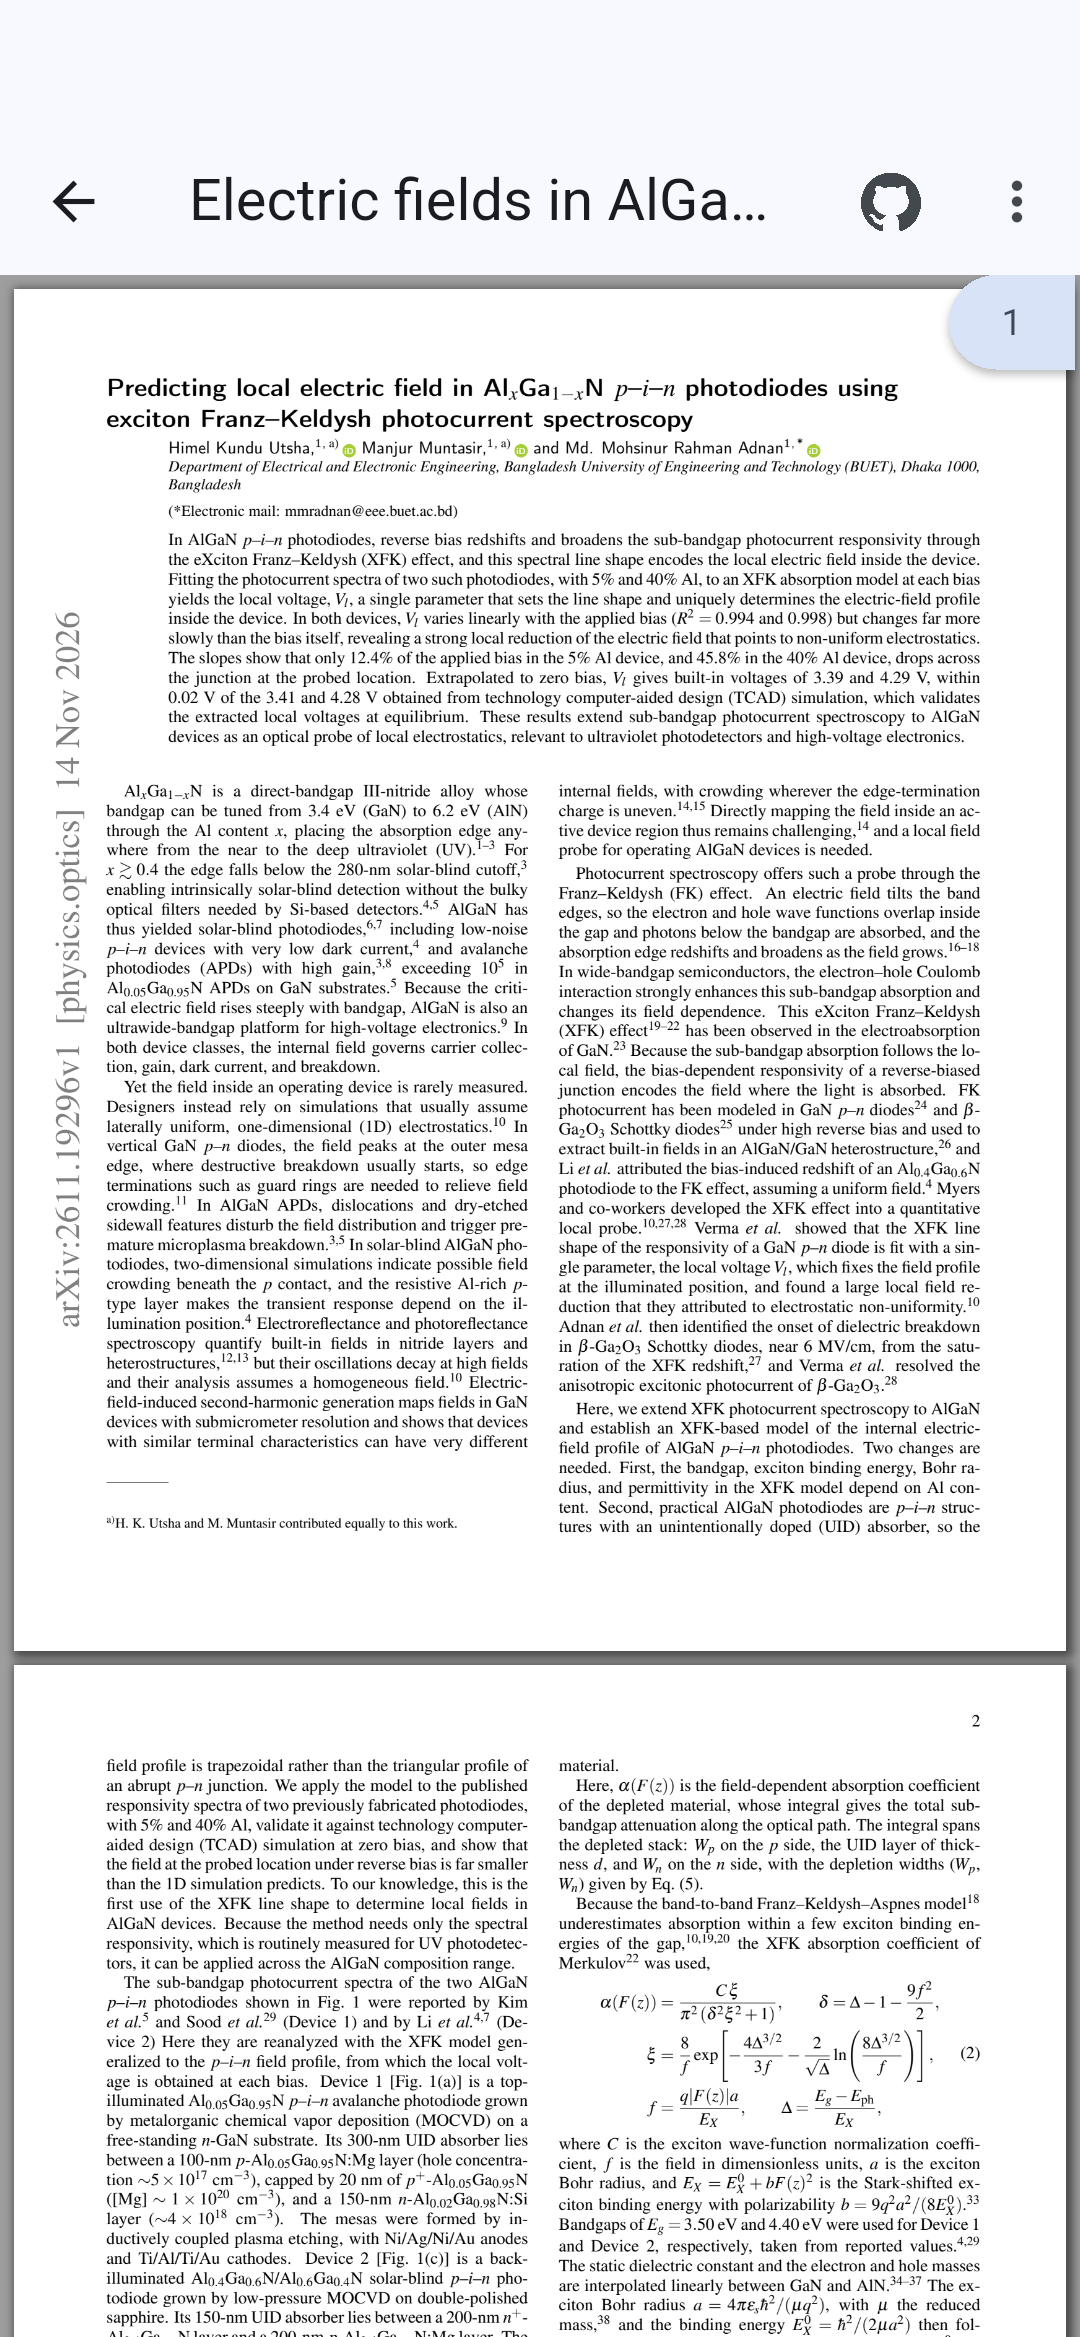 Electric fields in AlGa...
1
Predicting local electric field in AlₓGa₁₋ₓN p–i–n photodiodes using
exciton Franz–Keldysh photocurrent spectroscopy
Himel Kundu Utsha,¹, ᵃ⁾ Manjur Muntasir,¹, ᵃ⁾ and Md. Mohsinur Rahman Adnan¹, *
Department of Electrical and Electronic Engineering, Bangladesh University of Engineering and Technology (BUET), Dhaka 1000,
Bangladesh
(*Electronic mail: mmradnan@eee.buet.ac.bd)
In AlGaN p–i–n photodiodes, reverse bias redshifts and broadens the sub-bandgap photocurrent responsivity through
the eXciton Franz–Keldysh (XFK) effect, and this spectral line shape encodes the local electric field inside the device.
Fitting the photocurrent spectra of two such photodiodes, with 5% and 40% Al, to an XFK absorption model at each bias
yields the local voltage, Vₗ, a single parameter that sets the line shape and uniquely determines the electric-field profile
inside the device. In both devices, Vₗ varies linearly with the applied bias (R² = 0.994 and 0.998) but changes far more
slowly than the bias itself, revealing a strong local reduction of the electric field that points to non-uniform electrostatics.
The slopes show that only 12.4% of the applied bias in the 5% Al device, and 45.8% in the 40% Al device, drops across
the junction at the probed location. Extrapolated to zero bias, Vₗ gives built-in voltages of 3.39 and 4.29 V, within
0.02 V of the 3.41 and 4.28 V obtained from technology computer-aided design (TCAD) simulation, which validates
the extracted local voltages at equilibrium. These results extend sub-bandgap photocurrent spectroscopy to AlGaN
devices as an optical probe of local electrostatics, relevant to ultraviolet photodetectors and high-voltage electronics.
arXiv:2611.19296v1 [physics.optics] 14 Nov 2026
AlₓGa₁₋ₓN is a direct-bandgap III-nitride alloy whose
bandgap can be tuned from 3.4 eV (GaN) to 6.2 eV (AlN)
through the Al content x, placing the absorption edge any-
where from the near to the deep ultraviolet (UV).¹⁻³ For
x ≳ 0.4 the edge falls below the 280-nm solar-blind cutoff,³
enabling intrinsically solar-blind detection without the bulky
optical filters needed by Si-based detectors.⁴,⁵ AlGaN has
thus yielded solar-blind photodiodes,⁶,⁷ including low-noise
p–i–n devices with very low dark current,⁴ and avalanche
photodiodes (APDs) with high gain,³,⁸ exceeding 10⁵ in
Al₀.₀₅Ga₀.₉₅N APDs on GaN substrates.⁵ Because the criti-
cal electric field rises steeply with bandgap, AlGaN is also an
ultrawide-bandgap platform for high-voltage electronics.⁹ In
both device classes, the internal field governs carrier collec-
tion, gain, dark current, and breakdown.
Yet the field inside an operating device is rarely measured.
Designers instead rely on simulations that usually assume
laterally uniform, one-dimensional (1D) electrostatics.¹⁰ In
vertical GaN p–n diodes, the field peaks at the outer mesa
edge, where destructive breakdown usually starts, so edge
terminations such as guard rings are needed to relieve field
crowding.¹¹ In AlGaN APDs, dislocations and dry-etched
sidewall features disturb the field distribution and trigger pre-
mature microplasma breakdown.³,⁵ In solar-blind AlGaN pho-
todiodes, two-dimensional simulations indicate possible field
crowding beneath the p contact, and the resistive Al-rich p-
type layer makes the transient response depend on the il-
lumination position.⁴ Electroreflectance and photoreflectance
spectroscopy quantify built-in fields in nitride layers and
heterostructures,¹²,¹³ but their oscillations decay at high fields
and their analysis assumes a homogeneous field.¹⁰ Electric-
field-induced second-harmonic generation maps fields in GaN
devices with submicrometer resolution and shows that devices
with similar terminal characteristics can have very different
ᵃ⁾H. K. Utsha and M. Muntasir contributed equally to this work.
internal fields, with crowding wherever the edge-termination
charge is uneven.¹⁴,¹⁵ Directly mapping the field inside an ac-
tive device region thus remains challenging,¹⁴ and a local field
probe for operating AlGaN devices is needed.
Photocurrent spectroscopy offers such a probe through the
Franz–Keldysh (FK) effect. An electric field tilts the band
edges, so the electron and hole wave functions overlap inside
the gap and photons below the bandgap are absorbed, and the
absorption edge redshifts and broadens as the field grows.¹⁶⁻¹⁸
In wide-bandgap semiconductors, the electron–hole Coulomb
interaction strongly enhances this sub-bandgap absorption and
changes its field dependence. This eXciton Franz–Keldysh
(XFK) effect¹⁹⁻²² has been observed in the electroabsorption
of GaN.²³ Because the sub-bandgap absorption follows the lo-
cal field, the bias-dependent responsivity of a reverse-biased
junction encodes the field where the light is absorbed. FK
photocurrent has been modeled in GaN p–n diodes²⁴ and β-
Ga₂O₃ Schottky diodes²⁵ under high reverse bias and used to
extract built-in fields in an AlGaN/GaN heterostructure,²⁶ and
Li et al. attributed the bias-induced redshift of an Al₀.₄Ga₀.₆N
photodiode to the FK effect, assuming a uniform field.⁴ Myers
and co-workers developed the XFK effect into a quantitative
local probe.¹⁰,²⁷,²⁸ Verma et al. showed that the XFK line
shape of the responsivity of a GaN p–n diode is fit with a sin-
gle parameter, the local voltage Vₗ, which fixes the field profile
at the illuminated position, and found a large local field re-
duction that they attributed to electrostatic non-uniformity.¹⁰
Adnan et al. then identified the onset of dielectric breakdown
in β-Ga₂O₃ Schottky diodes, near 6 MV/cm, from the satu-
ration of the XFK redshift,²⁷ and Verma et al. resolved the
anisotropic excitonic photocurrent of β-Ga₂O₃.²⁸
Here, we extend XFK photocurrent spectroscopy to AlGaN
and establish an XFK-based model of the internal electric-
field profile of AlGaN p–i–n photodiodes. Two changes are
needed. First, the bandgap, exciton binding energy, Bohr ra-
dius, and permittivity in the XFK model depend on Al con-
tent. Second, practical AlGaN photodiodes are p–i–n struc-
tures with an unintentionally doped (UID) absorber, so the
2
field profile is trapezoidal rather than the triangular profile of
an abrupt p–n junction. We apply the model to the published
responsivity spectra of two previously fabricated photodiodes,
with 5% and 40% Al, validate it against technology computer-
aided design (TCAD) simulation at zero bias, and show that
the field at the probed location under reverse bias is far smaller
than the 1D simulation predicts. To our knowledge, this is the
first use of the XFK line shape to determine local fields in
AlGaN devices. Because the method needs only the spectral
responsivity, which is routinely measured for UV photodetec-
tors, it can be applied across the AlGaN composition range.
The sub-bandgap photocurrent spectra of the two AlGaN
p–i–n photodiodes shown in Fig. 1 were reported by Kim
et al.⁵ and Sood et al.²⁹ (Device 1) and by Li et al.⁴,⁷ (De-
vice 2) Here they are reanalyzed with the XFK model gen-
eralized to the p–i–n field profile, from which the local volt-
age is obtained at each bias. Device 1 [Fig. 1(a)] is a top-
illuminated Al₀.₀₅Ga₀.₉₅N p–i–n avalanche photodiode grown
by metalorganic chemical vapor deposition (MOCVD) on a
free-standing n-GaN substrate. Its 300-nm UID absorber lies
between a 100-nm p-Al₀.₀₅Ga₀.₉₅N:Mg layer (hole concentra-
tion ∼5 × 10¹⁷ cm⁻³), capped by 20 nm of p⁺-Al₀.₀₅Ga₀.₉₅N
([Mg] ∼ 1 × 10²⁰ cm⁻³), and a 150-nm n-Al₀.₀₂Ga₀.₉₈N:Si
layer (∼4 × 10¹⁸ cm⁻³). The mesas were formed by in-
ductively coupled plasma etching, with Ni/Ag/Ni/Au anodes
and Ti/Al/Ti/Au cathodes. Device 2 [Fig. 1(c)] is a back-
illuminated Al₀.₄Ga₀.₆N/Al₀.₆Ga₀.₄N solar-blind p–i–n pho-
todiode grown by low-pressure MOCVD on double-polished
sapphire. Its 150-nm UID absorber lies between a 200-nm n⁺-
material.
Here, α(F(z)) is the field-dependent absorption coefficient
of the depleted material, whose integral gives the total sub-
bandgap attenuation along the optical path. The integral spans
the depleted stack: Wₚ on the p side, the UID layer of thick-
ness d, and Wₙ on the n side, with the depletion widths (Wₚ,
Wₙ) given by Eq. (5).
Because the band-to-band Franz–Keldysh–Aspnes model¹⁸
underestimates absorption within a few exciton binding en-
ergies of the gap,¹⁰,¹⁹,²⁰ the XFK absorption coefficient of
Merkulov²² was used,
α(F(z)) = Cξ / π²(δ²ξ² + 1), δ = Δ − 1 − 9f²/2,
ξ = 8/f exp[−4Δ^{3/2}/3f − 2/√Δ ln(8Δ^{3/2}/f)], (2)
f = q|F(z)|a/E_X, Δ = (E_g − E_ph)/E_X,
where C is the exciton wave-function normalization coeffi-
cient, f is the field in dimensionless units, a is the exciton
Bohr radius, and E_X = E_X⁰ + bF(z)² is the Stark-shifted ex-
citon binding energy with polarizability b = 9q²a²/(8E_X⁰).³³
Bandgaps of E_g = 3.50 eV and 4.40 eV were used for Device 1
and Device 2, respectively, taken from reported values.⁴,²⁹
The static dielectric constant and the electron and hole masses
are interpolated linearly between GaN and AlN.³⁴⁻³⁷ The ex-
citon Bohr radius a = 4πεₛħ²/(μq²), with μ the reduced
mass,³⁸ and the binding energy E_X⁰ = ħ²/(2μa²) then fol-